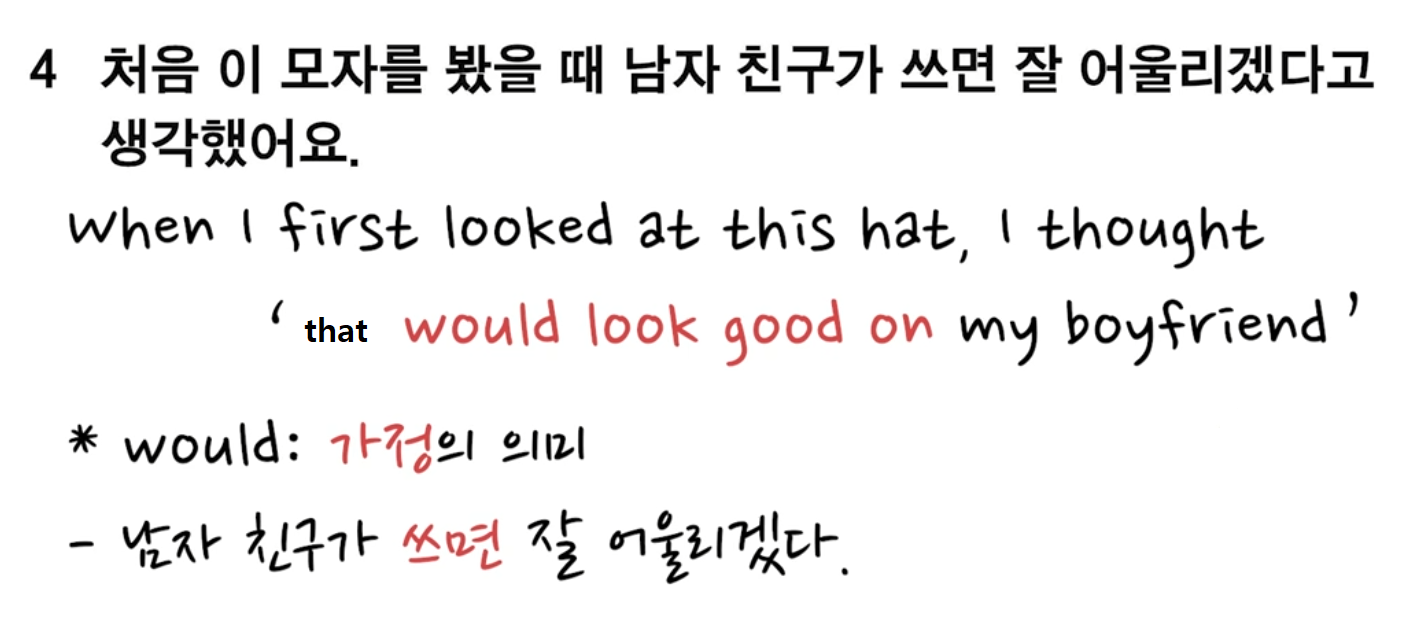 4 처음 이 모자를 봤을 때 남자 친구가 쓰면 잘 어울리겠다고
생각했어요.
When I first looked at this hat, I thought
‘ that would look good on my boyfriend ’
* would: 가정의 의미
- 남자 친구가 쓰면 잘 어울리겠다.